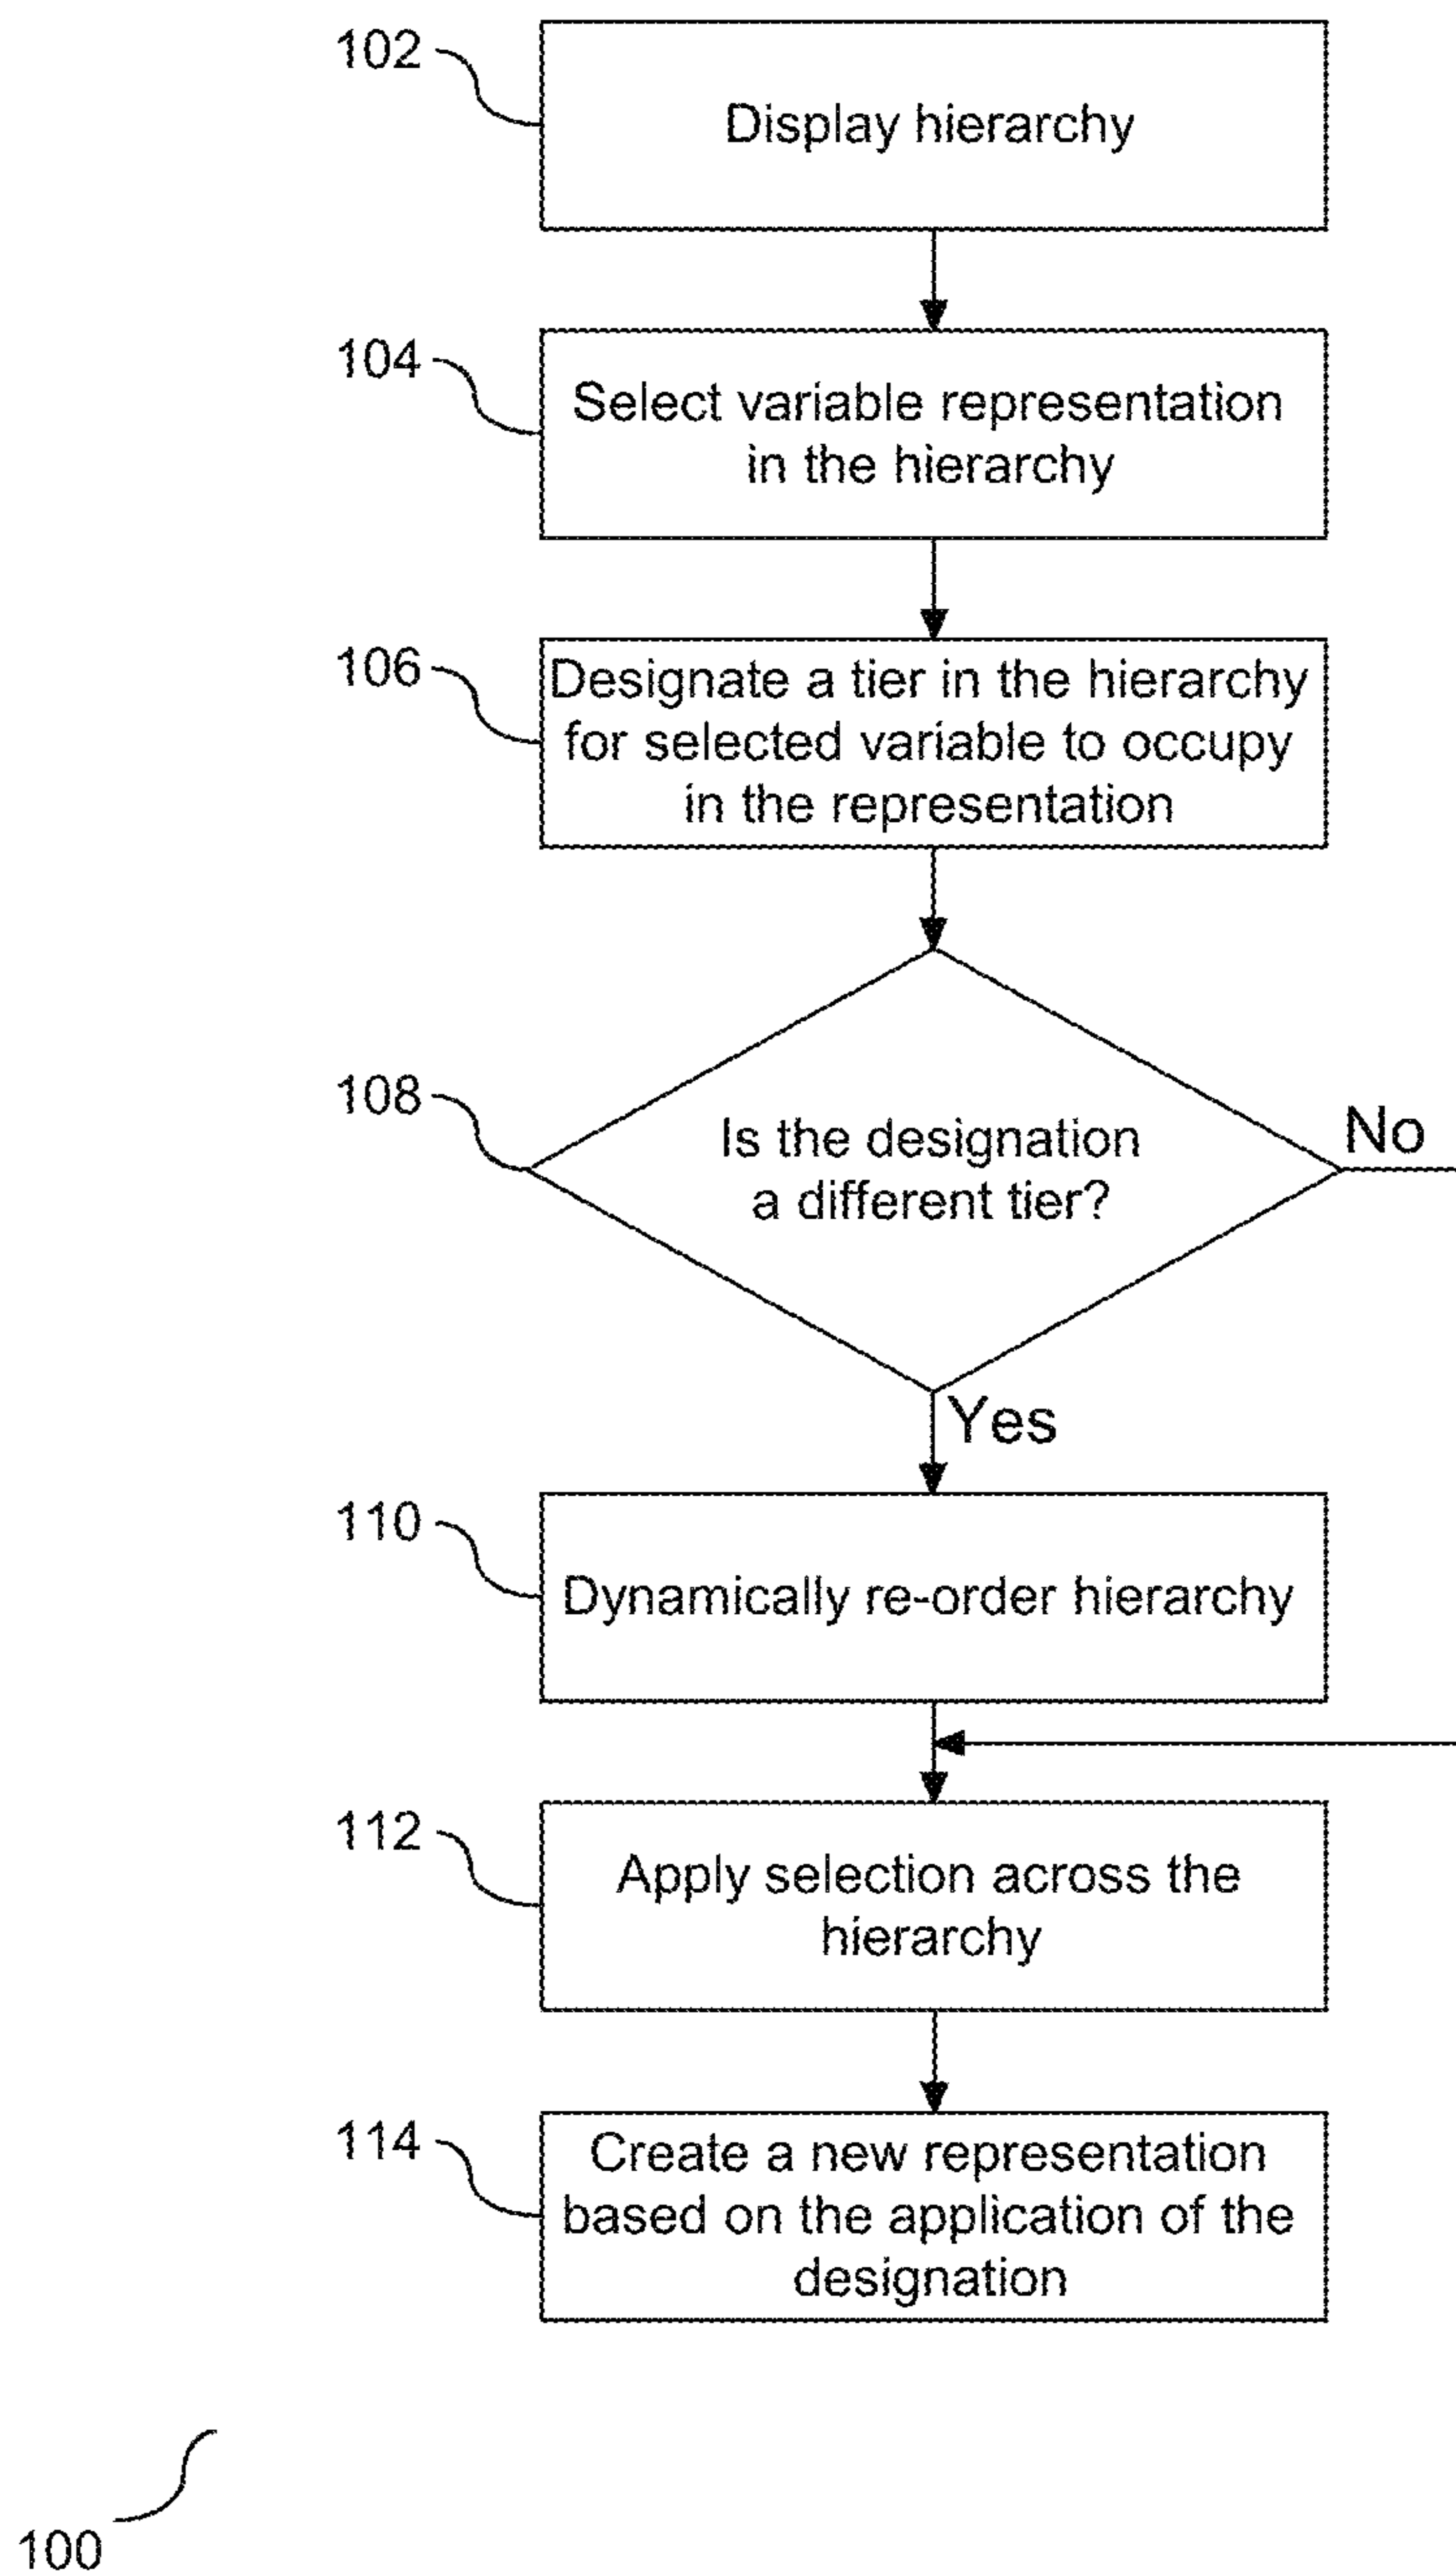 102
Display hierarchy
104
Select variable representation
in the hierarchy
106
Designate a tier in the hierarchy
for selected variable to occupy
in the representation
108
Is the designation
a different tier?
No
Yes
110
Dynamically re-order hierarchy
112
Apply selection across the
hierarchy
114
Create a new representation
based on the application of the
designation
100